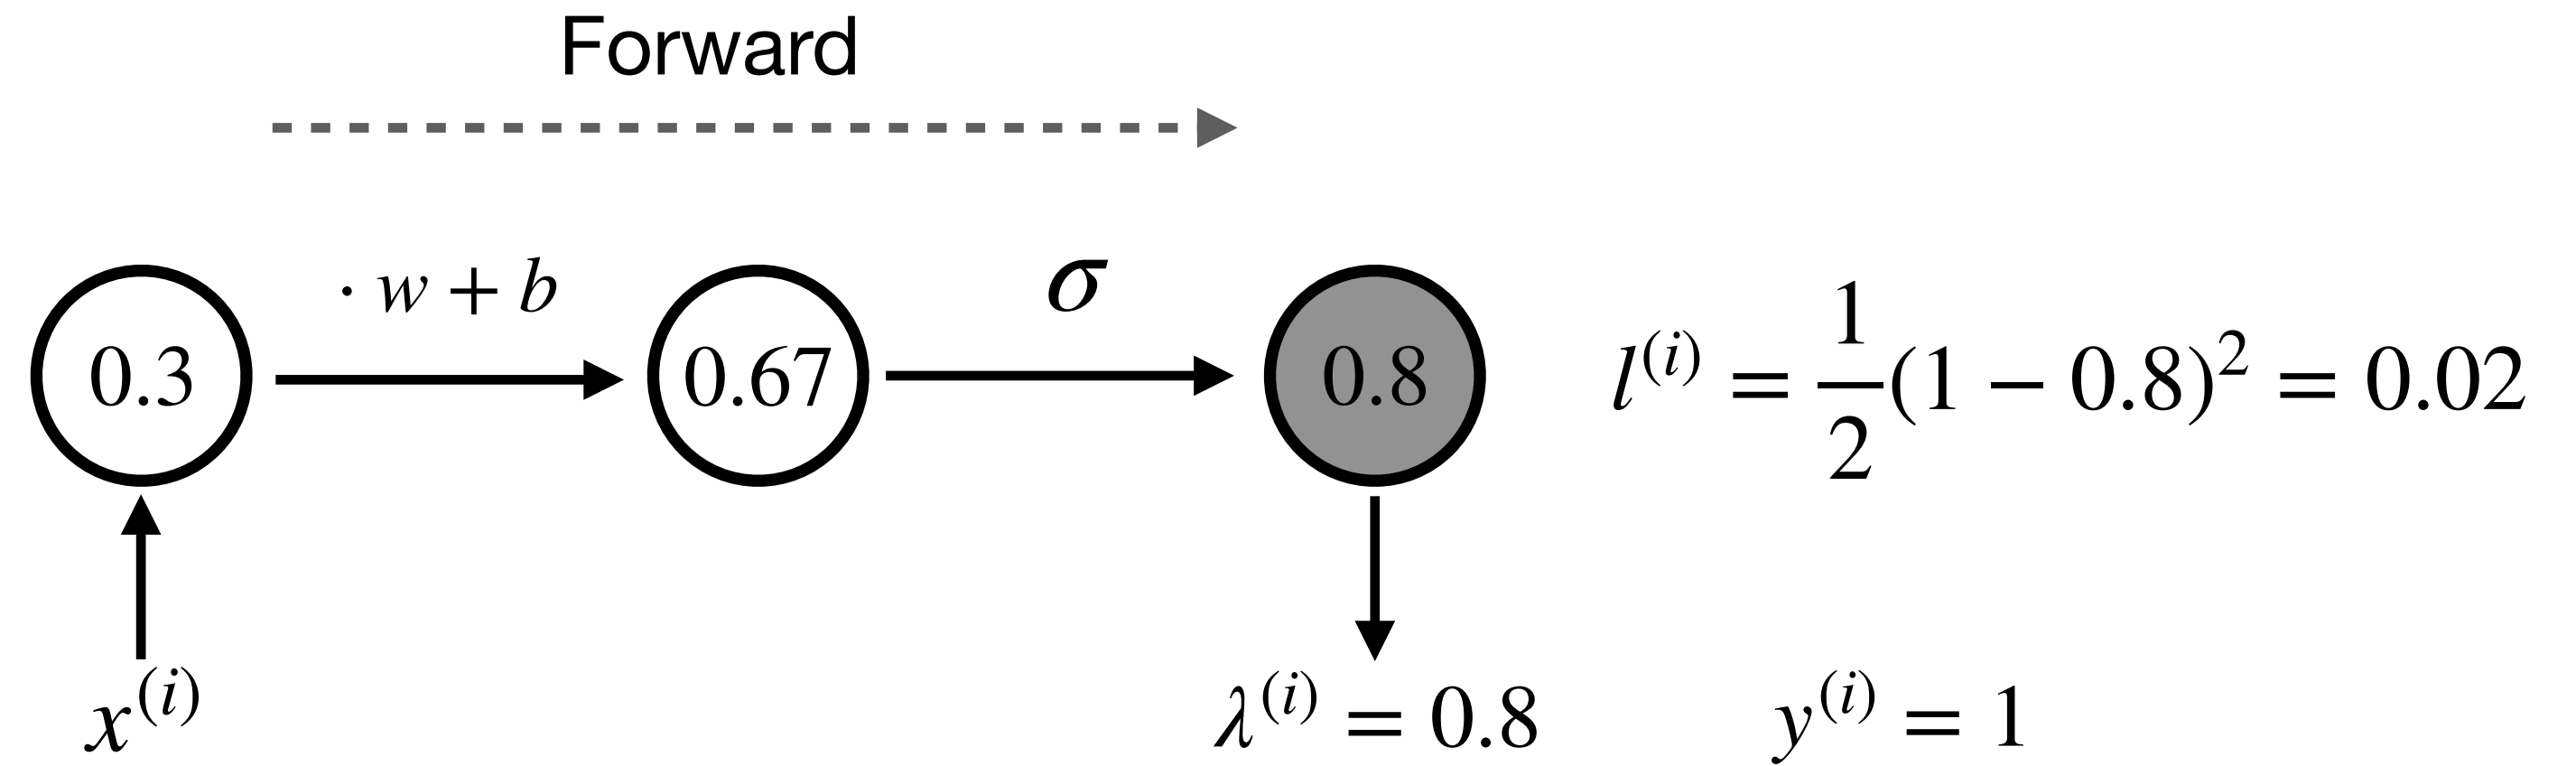 Forward
· w + b
σ
0.3
0.67
0.8
l^(i) = 1/2 (1 − 0.8)^2 = 0.02
x^(i)
λ^(i) = 0.8
y^(i) = 1